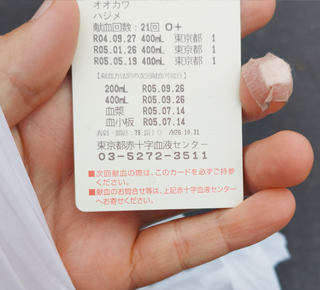 オオカワ
ハジメ
献血回数: 21回 O+
R04.09.27 400mL 東京都 1
R05.01.26 400mL 東京都 1
R05.05.19 400mL 東京都 1
200mL R05.09.26
400mL R05.09.26
血漿 R05.07.14
血小板 R05.07.14
東京都赤十字血液センター
03-5272-3511
■次回献血の際は、このカードを必ずご持参
ください。
■献血のお問合せ等は、上記赤十字血液センター
へお寄せください。